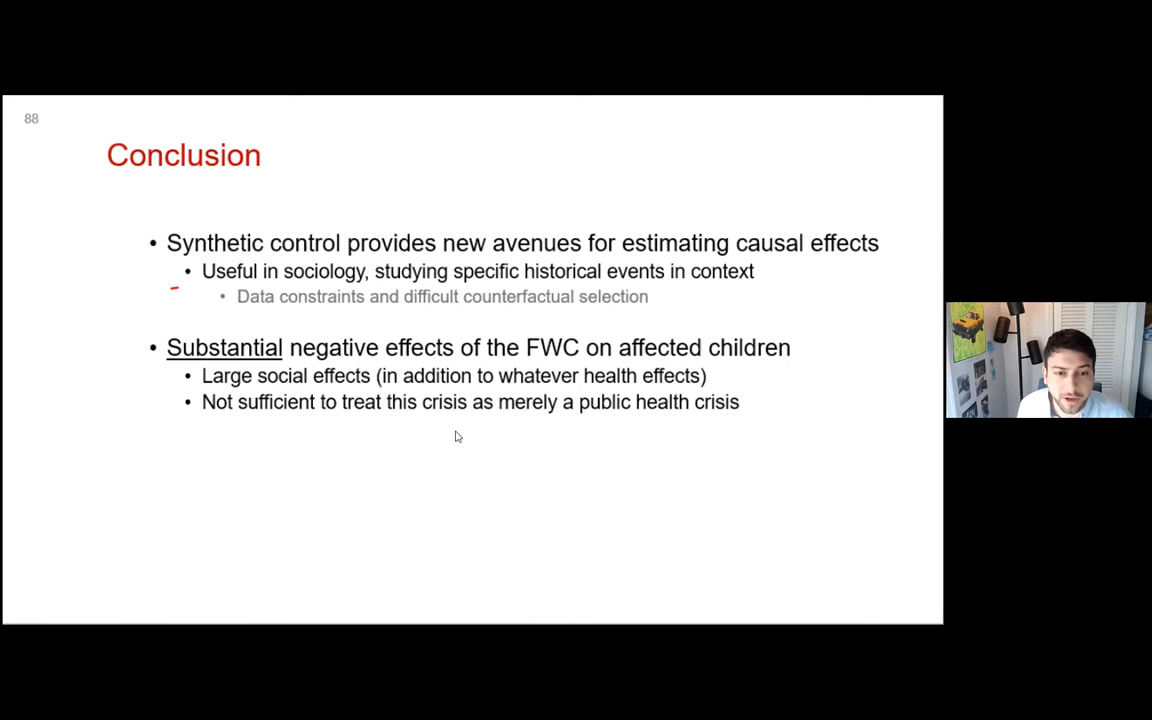 88
Conclusion
• Synthetic control provides new avenues for estimating causal effects
• Useful in sociology, studying specific historical events in context
• Data constraints and difficult counterfactual selection
• Substantial negative effects of the FWC on affected children
• Large social effects (in addition to whatever health effects)
• Not sufficient to treat this crisis as merely a public health crisis